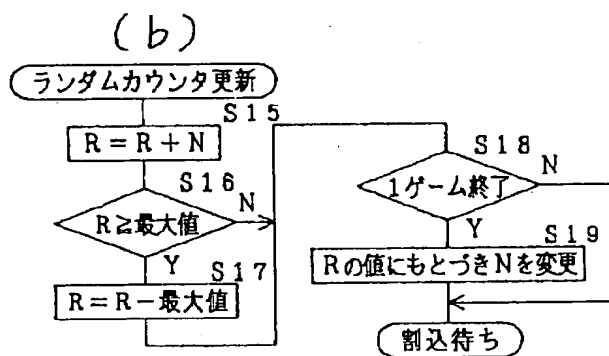 (b)
ランダムカウンタ更新
S15
R=R+N
S16
R≧最大値
N
Y
S17
R=R-最大値
S18
1ゲーム終了
N
Y
S19
Rの値にもとづきNを変更
割込待ち